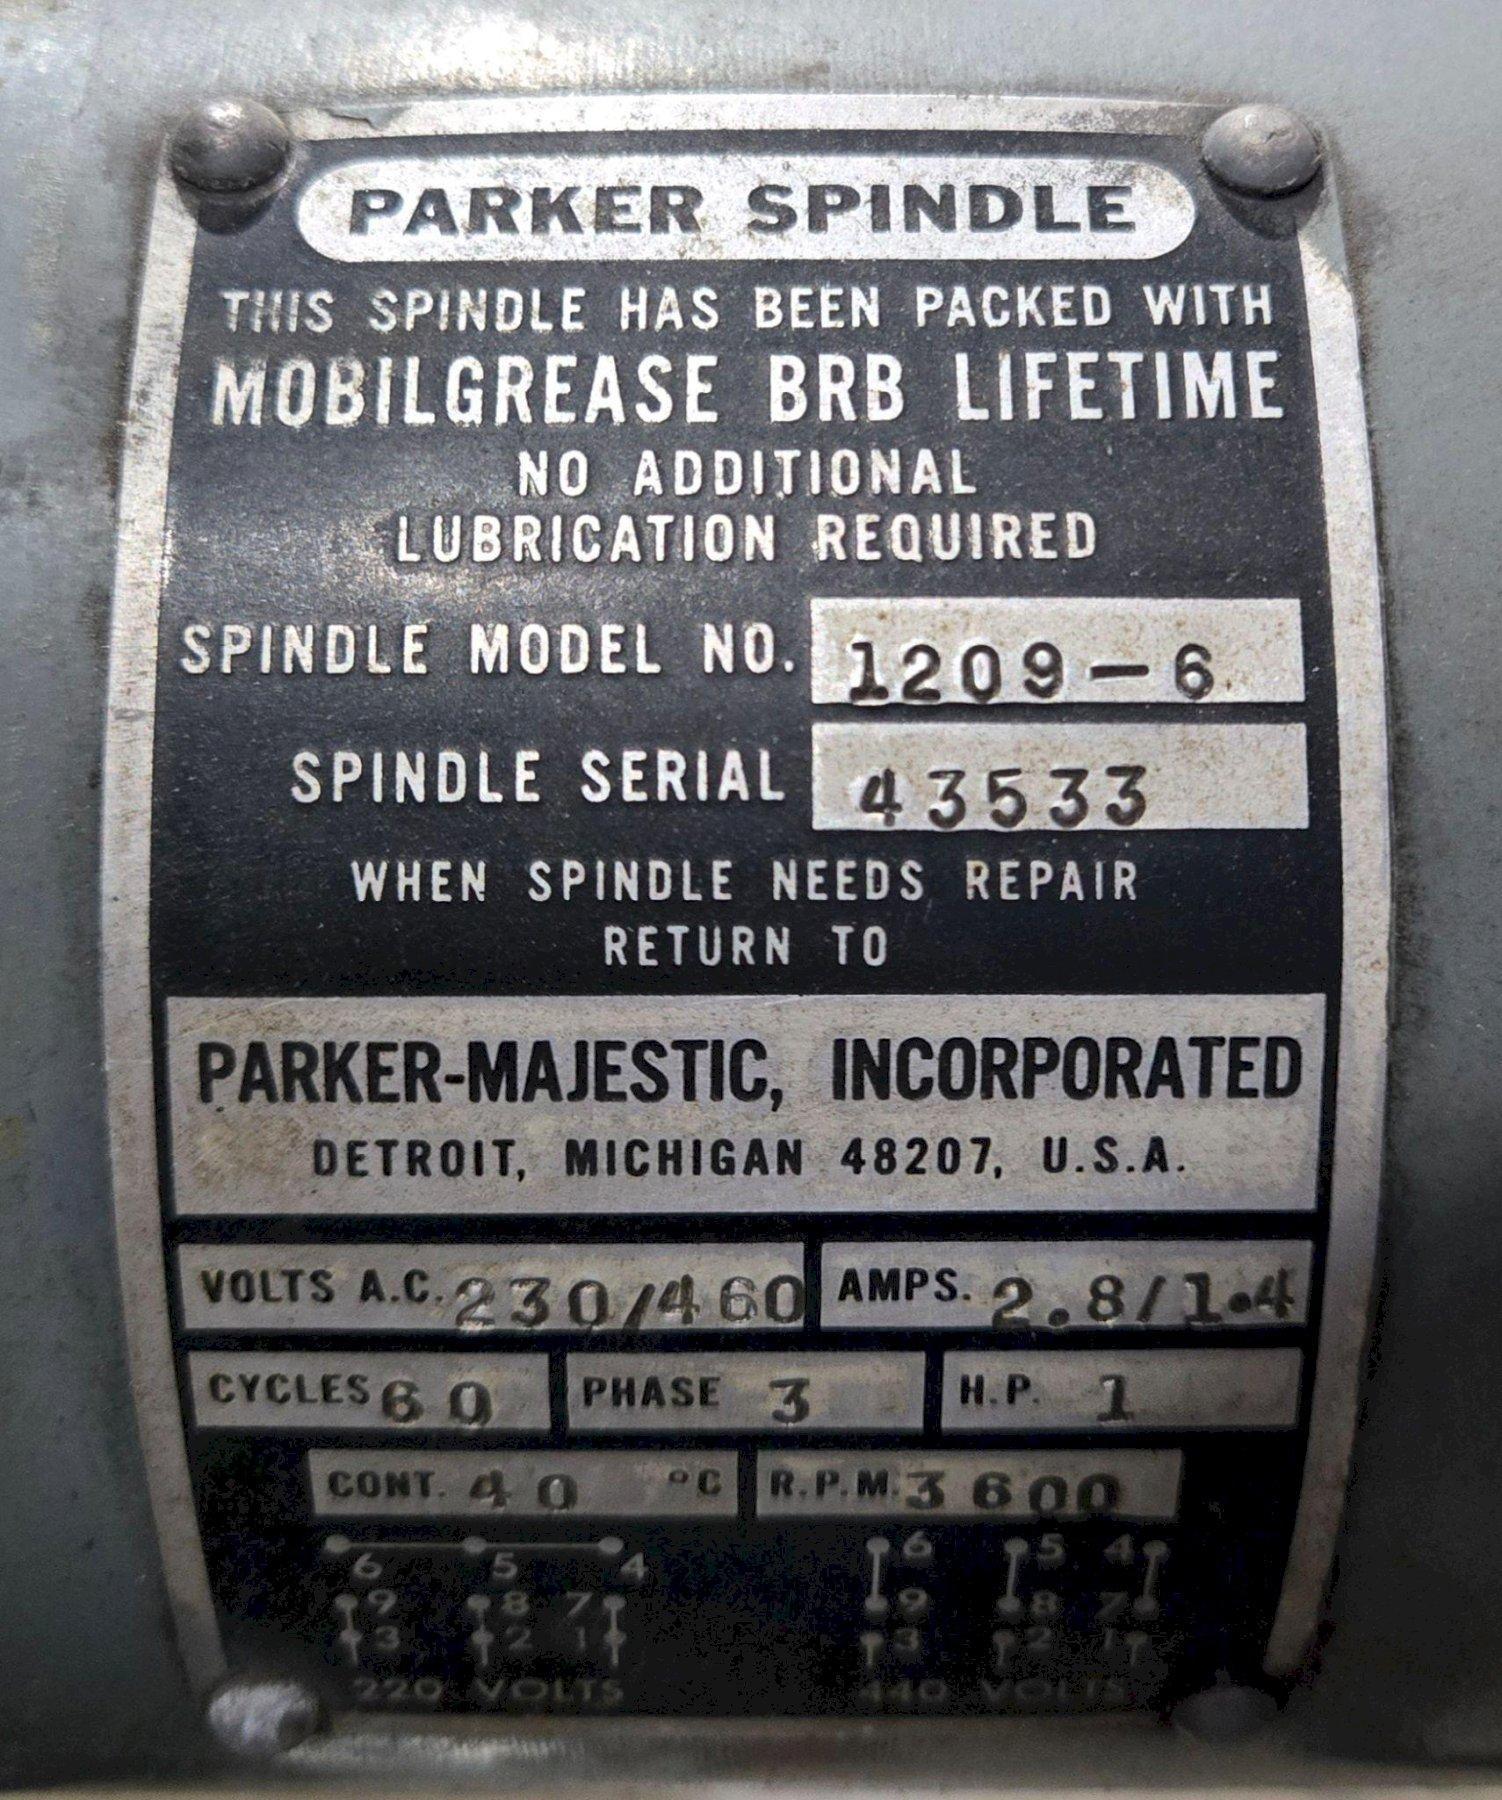 PARKER SPINDLE
THIS SPINDLE HAS BEEN PACKED WITH
MOBILGREASE BRB LIFETIME
NO ADDITIONAL
LUBRICATION REQUIRED
SPINDLE MODEL NO. 1209-6
SPINDLE SERIAL 43533
WHEN SPINDLE NEEDS REPAIR
RETURN TO
PARKER-MAJESTIC, INCORPORATED
DETROIT, MICHIGAN 48207, U.S.A.
VOLTS A.C. 230/460 AMPS. 2.8/1.4
CYCLES 60 PHASE 3 H.P. 1
CONT. 40 °C R.P.M. 3600
6 5 4 6 5 4
9 8 7 9 8 7
3 2 1 3 2 1
220 VOLTS 440 VOLTS